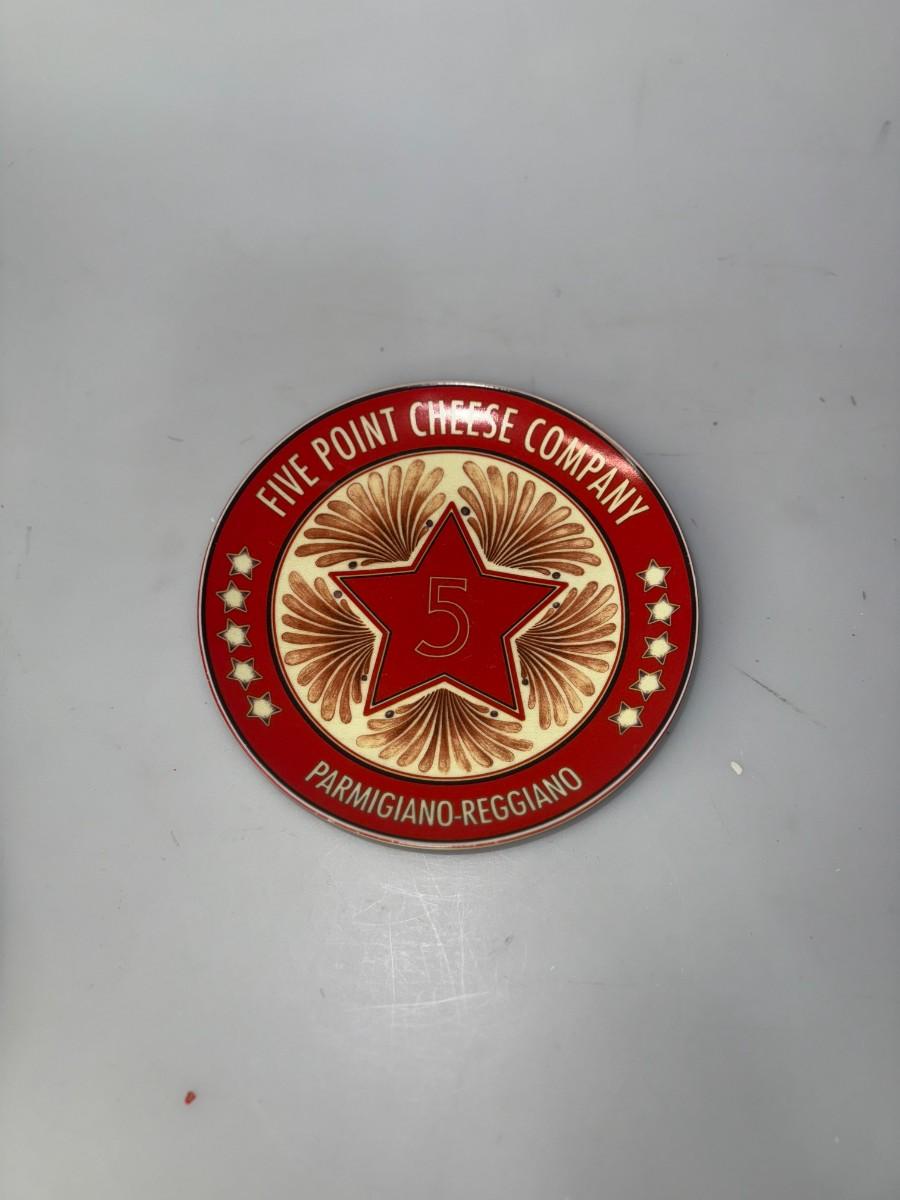 FIVE POINT CHEESE COMPANY
5
PARMIGIANO-REGGIANO